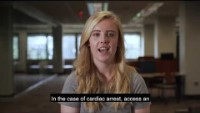 In the case of cardiac arrest, access an